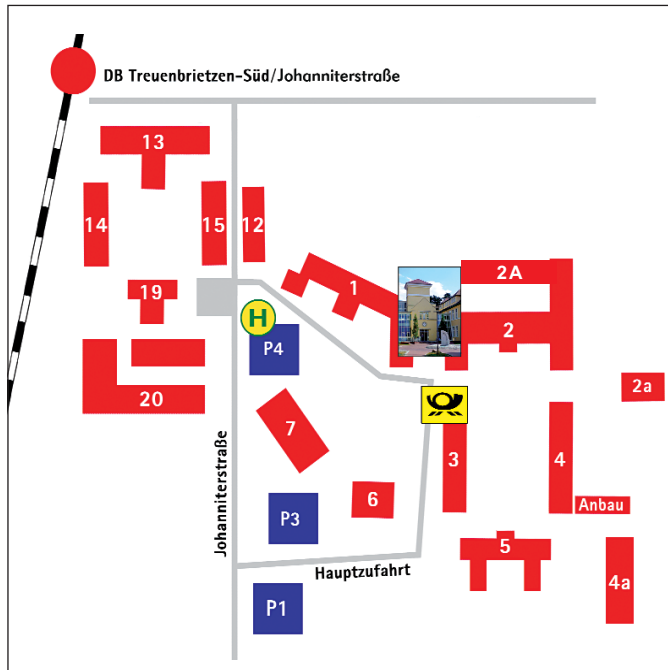 DB Treuenbrietzen-Süd/Johanniterstraße
13
14
15
12
19
1
2A
H
P4
2
20
2a
7
3
4
Johanniterstraße
P3
6
Anbau
5
Hauptzufahrt
4a
P1